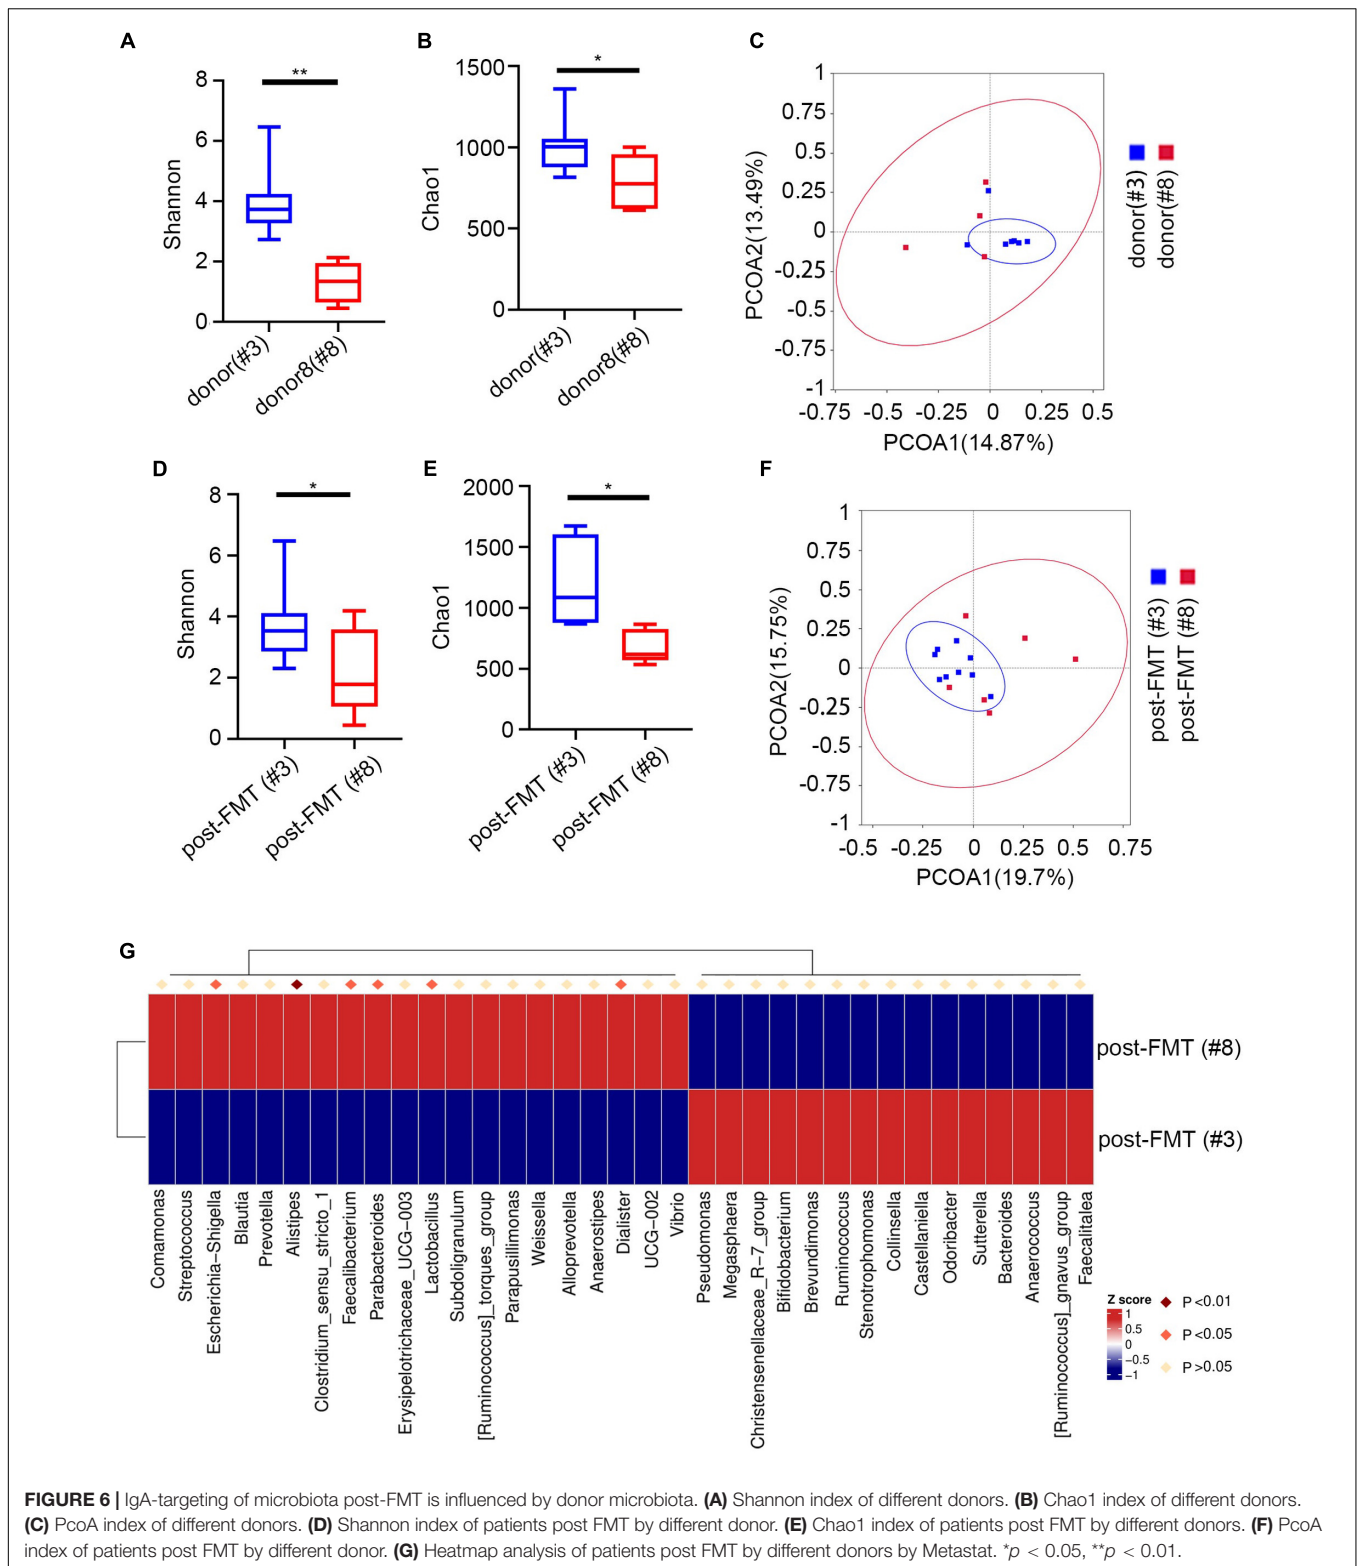 A
B
C
8
6
4
2
0
Shannon
**
donor(#3)
donor8(#8)
1500
1000
500
0
Chao1
*
donor(#3)
donor8(#8)
1
0.75
0.5
0.25
0
-0.25
-0.5
-0.75
-1
PCOA2(13.49%)
-0.75 -0.5 -0.25 0 0.25 0.5
PCOA1(14.87%)
donor(#3)
donor(#8)
D
E
F
8
6
4
2
0
Shannon
*
post-FMT (#3)
post-FMT (#8)
2000
1500
1000
500
0
Chao1
*
post-FMT (#3)
post-FMT (#8)
1
0.75
0.5
0.25
0
-0.25
-0.5
-0.75
-1
PCOA2(15.75%)
-0.5 -0.25 0 0.25 0.5 0.75
PCOA1(19.7%)
post-FMT (#3)
post-FMT (#8)
G
post-FMT (#8)
post-FMT (#3)
Comamonas
Streptococcus
Escherichia-Shigella
Blautia
Prevotella
Alistipes
Clostridium_sensu_stricto_1
Faecalibacterium
Parabacteroides
Erysipelotrichaceae_UCG-003
Lactobacillus
Subdoligranulum
[Ruminococcus]_torques_group
Parapusillimonas
Weissella
Alloprevotella
Anaerostipes
Dialister
UCG-002
Vibrio
Pseudomonas
Megasphaera
Christensenellaceae_R-7_group
Bifidobacterium
Brevundimonas
Ruminococcus
Stenotrophomonas
Collinsella
Castellaniella
Odoribacter
Sutterella
Bacteroides
Anaerococcus
[Ruminococcus]_gnavus_group
Faecalitalea
Z score
1
0.5
0
-0.5
-1
P <0.01
P <0.05
P >0.05
FIGURE 6 | IgA-targeting of microbiota post-FMT is influenced by donor microbiota. (A) Shannon index of different donors. (B) Chao1 index of different donors.
(C) PcoA index of different donors. (D) Shannon index of patients post FMT by different donor. (E) Chao1 index of patients post FMT by different donors. (F) PcoA
index of patients post FMT by different donor. (G) Heatmap analysis of patients post FMT by different donors by Metastat. *p < 0.05, **p < 0.01.